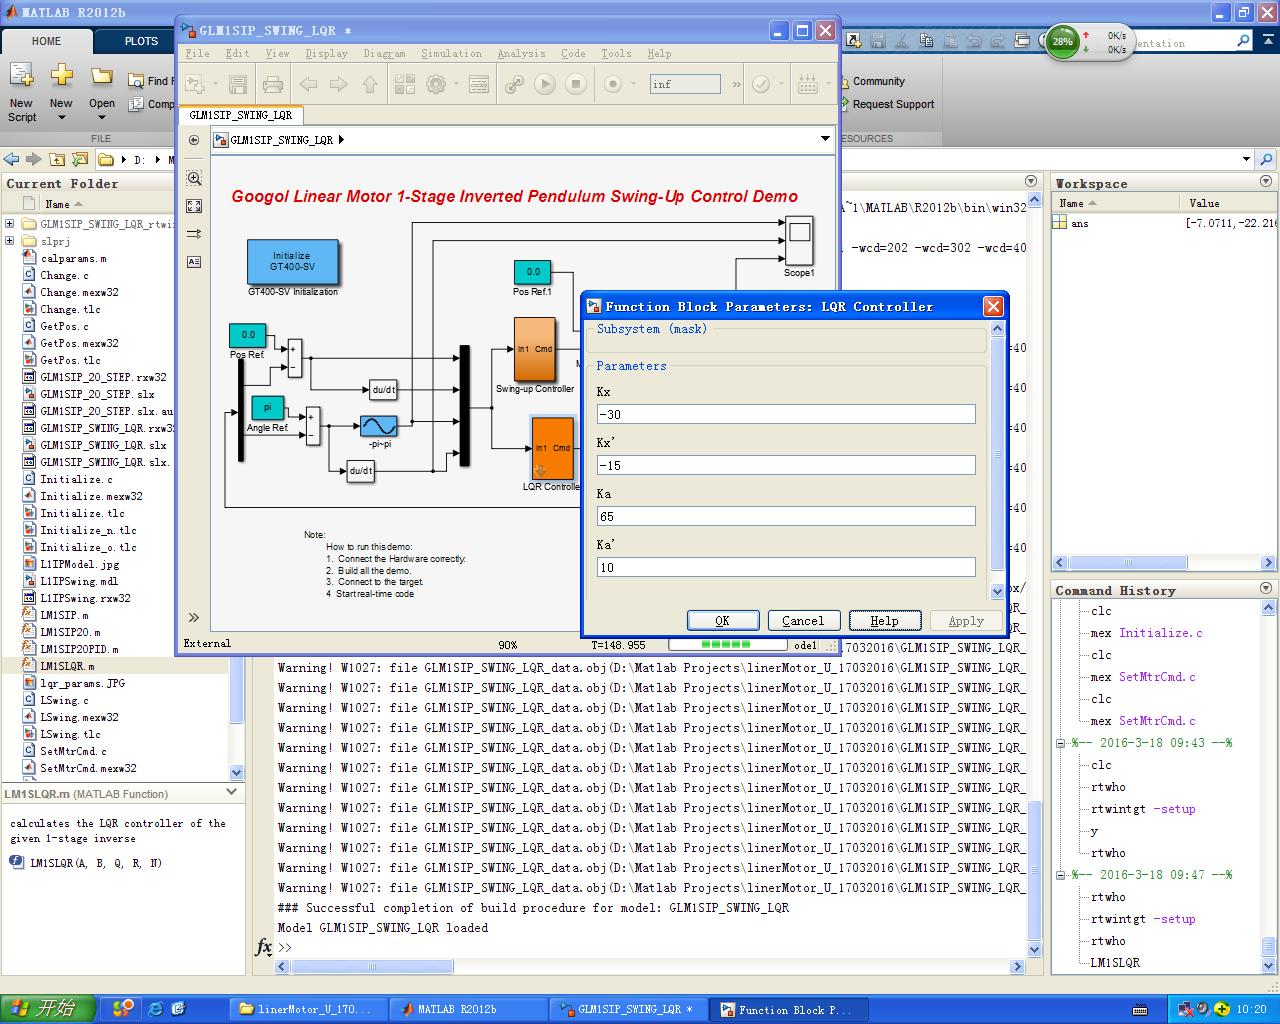 MATLAB R2012b
HOME
PLOTS
New Script
New
Open
Find F
Comp
FILE
28%
0K/s
0K/s
entation
Community
Request Support
ESOURCES
D:
M
GLM1SIP_SWING_LQR *
File Edit View Display Diagram Simulation Analysis Code Tools Help
inf
GLM1SIP_SWING_LQR
GLM1SIP_SWING_LQR
Googol Linear Motor 1-Stage Inverted Pendulum Swing-Up Control Demo
Initialize
GT400-SV
GT400-SV Initialization
0.0
Pos Ref.1
Scope1
0.0
Pos Ref.
pi
Angle Ref.
du/dt
-pi-pi
du/dt
In1 Cmd
Swing-up Controller
In1 Cmd
LQR Controlle
Note:
How to run this demo:
1. Connect the Hardware correctly.
2. Build all the demo.
3. Connect to the target.
4 Start real-time code
External
90%
T=148.955
ode1
Function Block Parameters: LQR Controller
Subsystem (mask)
Parameters
Kx
-30
Kx'
-15
Ka
65
Ka'
10
OK
Cancel
Help
Apply
Current Folder
Name
GLM1SIP_SWING_LQR_rtwi
slprj
calparams.m
Change.c
Change.mexw32
Change.tlc
GetPos.c
GetPos.mexw32
GetPos.tlc
GLM1SIP_20_STEP.rxw32
GLM1SIP_20_STEP.slx
GLM1SIP_20_STEP.slx.au
GLM1SIP_SWING_LQR.rxw
GLM1SIP_SWING_LQR.slx
GLM1SIP_SWING_LQR.slx.
Initialize.c
Initialize.mexw32
Initialize.tlc
Initialize_n.tlc
Initialize_o.tlc
L1IPModel.jpg
L1IPSwing.mdl
L1IPSwing.rxw32
LM1SIP.m
LM1SIP20.m
LM1SIP20PID.m
LM1SLQR.m
lqr_params.JPG
LSwing.c
LSwing.mexw32
LSwing.tlc
SetMtrCmd.c
SetMtrCmd.mexw32
LM1SLQR.m (MATLAB Function)
calculates the LQR controller of the
given 1-stage inverse
LM1SLQR(A, B, Q, R, N)
A~1\MATLAB\R2012b\bin\win32
1 -wcd=202 -wcd=302 -wcd=40
=40
=40
=40
=40
=40
=40
ox/
LQR_
LQR_
17032016\GLM1SIP_SWING_LQR_
Warning! W1027: file GLM1SIP_SWING_LQR_data.obj(D:\Matlab Projects\linerMotor_U_17032016\GLM1SIP_SWING_LQR_
Warning! W1027: file GLM1SIP_SWING_LQR_data.obj(D:\Matlab Projects\linerMotor_U_17032016\GLM1SIP_SWING_LQR_
Warning! W1027: file GLM1SIP_SWING_LQR_data.obj(D:\Matlab Projects\linerMotor_U_17032016\GLM1SIP_SWING_LQR_
Warning! W1027: file GLM1SIP_SWING_LQR_data.obj(D:\Matlab Projects\linerMotor_U_17032016\GLM1SIP_SWING_LQR_
Warning! W1027: file GLM1SIP_SWING_LQR_data.obj(D:\Matlab Projects\linerMotor_U_17032016\GLM1SIP_SWING_LQR_
Warning! W1027: file GLM1SIP_SWING_LQR_data.obj(D:\Matlab Projects\linerMotor_U_17032016\GLM1SIP_SWING_LQR_
Warning! W1027: file GLM1SIP_SWING_LQR_data.obj(D:\Matlab Projects\linerMotor_U_17032016\GLM1SIP_SWING_LQR_
Warning! W1027: file GLM1SIP_SWING_LQR_data.obj(D:\Matlab Projects\linerMotor_U_17032016\GLM1SIP_SWING_LQR_
Warning! W1027: file GLM1SIP_SWING_LQR_data.obj(D:\Matlab Projects\linerMotor_U_17032016\GLM1SIP_SWING_LQR_
Warning! W1027: file GLM1SIP_SWING_LQR_data.obj(D:\Matlab Projects\linerMotor_U_17032016\GLM1SIP_SWING_LQR_
Warning! W1027: file GLM1SIP_SWING_LQR_data.obj(D:\Matlab Projects\linerMotor_U_17032016\GLM1SIP_SWING_LQR_
Warning! W1027: file GLM1SIP_SWING_LQR_data.obj(D:\Matlab Projects\linerMotor_U_17032016\GLM1SIP_SWING_LQR_
### Successful completion of build procedure for model: GLM1SIP_SWING_LQR
Model GLM1SIP_SWING_LQR loaded
fx >>
Workspace
Name Value
ans [-7.0711,-22.216
Command History
clc
mex Initialize.c
clc
mex SetMtrCmd.c
clc
mex SetMtrCmd.c
%-- 2016-3-18 09:43 --%
clc
rtwho
rtwintgt -setup
y
rtwho
%-- 2016-3-18 09:47 --%
rtwho
rtwintgt -setup
rtwho
LM1SLQR
开始
linerMotor_U_170...
MATLAB R2012b
GLM1SIP_SWING_LQR *
Function Block P...
10:20